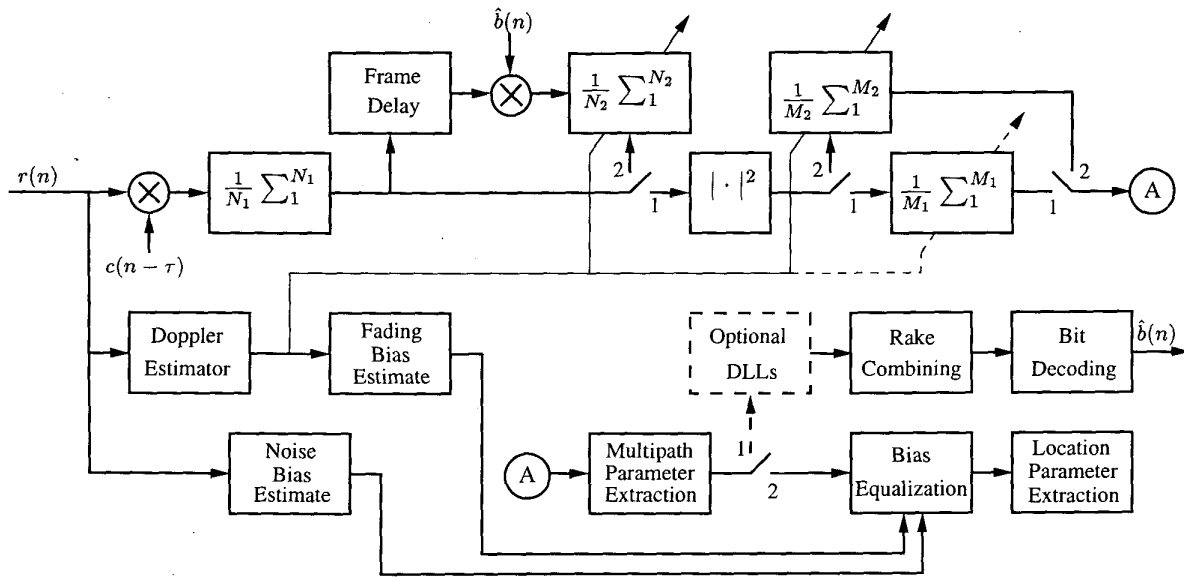 b̂(n)
Frame
Delay
1/N₂ ∑₁^N₂
1/M₂ ∑₁^M₂
r(n)
1/N₁ ∑₁^N₁
2
1
| · |²
2
1
1/M₁ ∑₁^M₁
2
1
A
c(n − τ)
Doppler
Estimator
Fading
Bias
Estimate
Optional
DLLs
Rake
Combining
Bit
Decoding
b̂(n)
Noise
Bias
Estimate
A
Multipath
Parameter
Extraction
1
2
Bias
Equalization
Location
Parameter
Extraction